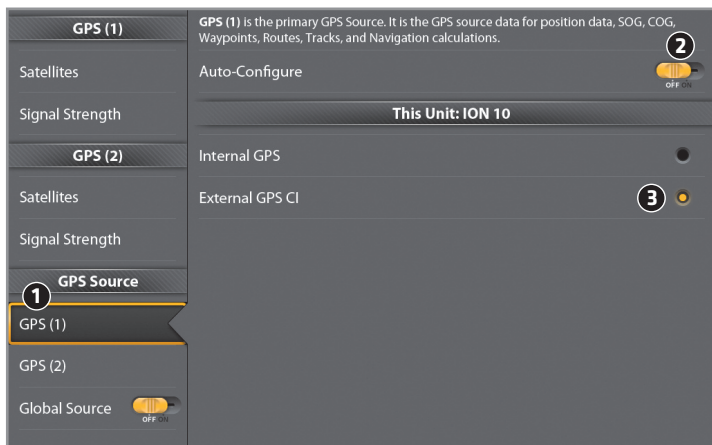 GPS (1)
Satellites
Signal Strength
GPS (2)
Satellites
Signal Strength
GPS Source
1
GPS (1)
GPS (2)
Global Source
OFF ON
GPS (1) is the primary GPS Source. It is the GPS source data for position data, SOG, COG,
Waypoints, Routes, Tracks, and Navigation calculations.
2
Auto-Configure
OFF ON
This Unit: ION 10
Internal GPS
External GPS CI
3